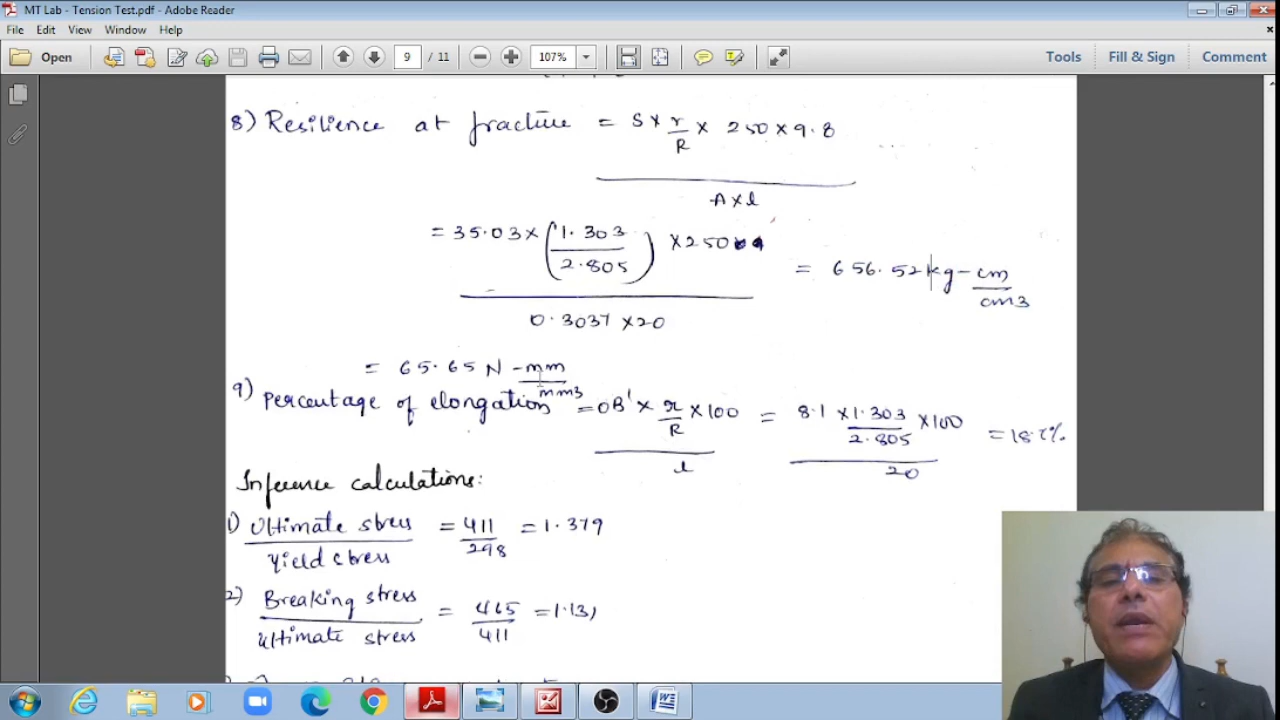 MT Lab - Tension Test.pdf - Adobe Reader
File Edit View Window Help
Open 9 / 11 107% Tools Fill & Sign Comment
8) Resilience at fracture = S × r/R × 250 × 9.8
A × l
= 35.03 × (1.303/2.805) × 250
0.3037 × 20
= 656.52 kg-cm/cm3
= 65.65 N-mm/mm3
9) Percentage of elongation = OB' × r/R × 100 / l = 8.1 × 1.303/2.805 × 100 / 20
Inference calculations:
1) Ultimate stress / Yield stress = 411/298 = 1.379
2) Breaking stress / Ultimate stress = 465/411 = 1.131